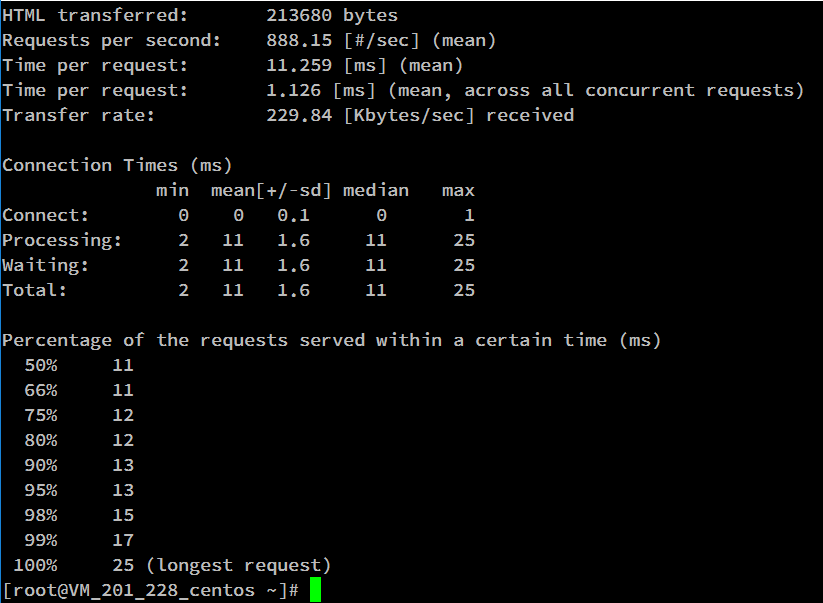 HTML transferred:       213680 bytes
Requests per second:    888.15 [#/sec] (mean)
Time per request:       11.259 [ms] (mean)
Time per request:       1.126 [ms] (mean, across all concurrent requests)
Transfer rate:          229.84 [Kbytes/sec] received

Connection Times (ms)
              min  mean[+/-sd] median   max
Connect:        0    0   0.1      0       1
Processing:     2   11   1.6     11      25
Waiting:        2   11   1.6     11      25
Total:          2   11   1.6     11      25

Percentage of the requests served within a certain time (ms)
  50%     11
  66%     11
  75%     12
  80%     12
  90%     13
  95%     13
  98%     15
  99%     17
 100%     25 (longest request)
[root@VM_201_228_centos ~]#